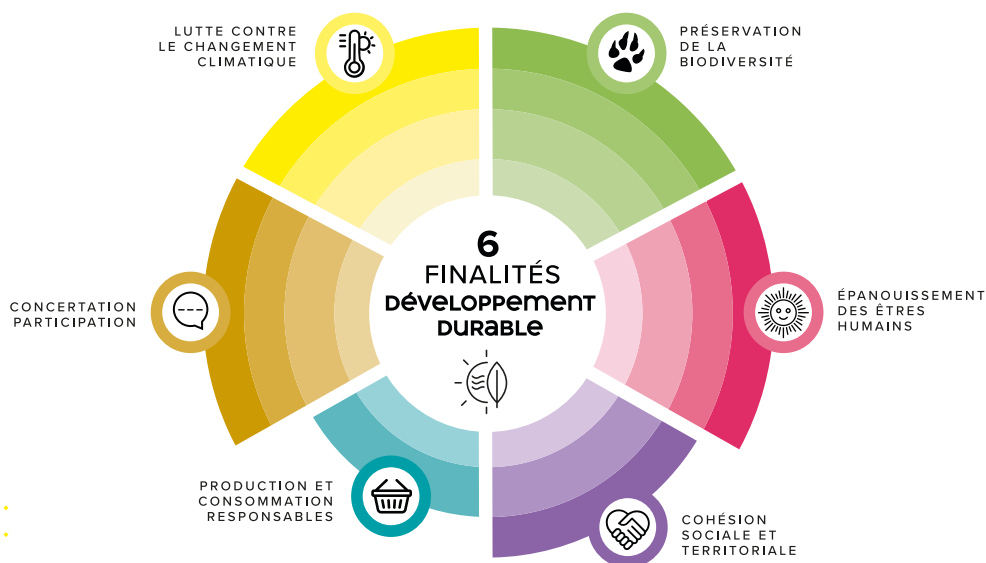 LUTTE CONTRE
LE CHANGEMENT
CLIMATIQUE
PRÉSERVATION
DE LA
BIODIVERSITÉ
6
FINALITÉS
DéveLoppement
DuRaBLe
CONCERTATION
PARTICIPATION
ÉPANOUISSEMENT
DES ÊTRES
HUMAINS
PRODUCTION ET
CONSOMMATION
RESPONSABLES
COHÉSION
SOCIALE ET
TERRITORIALE